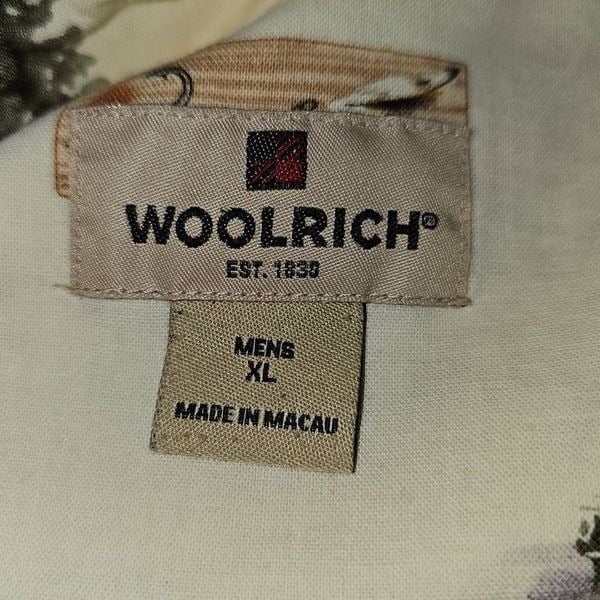 WOOLRICH®
EST. 1830
MENS
XL
MADE IN MACAU